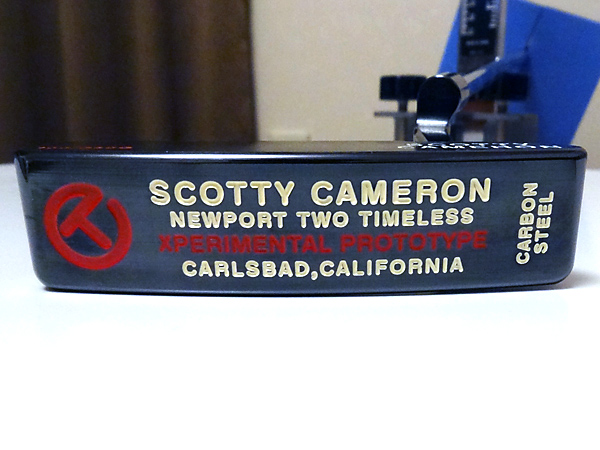 SCOTTY CAMERON
NEWPORT TWO TIMELESS
XPERIMENTAL PROTOTYPE
CARLSBAD,CALIFORNIA
CARBON
STEEL